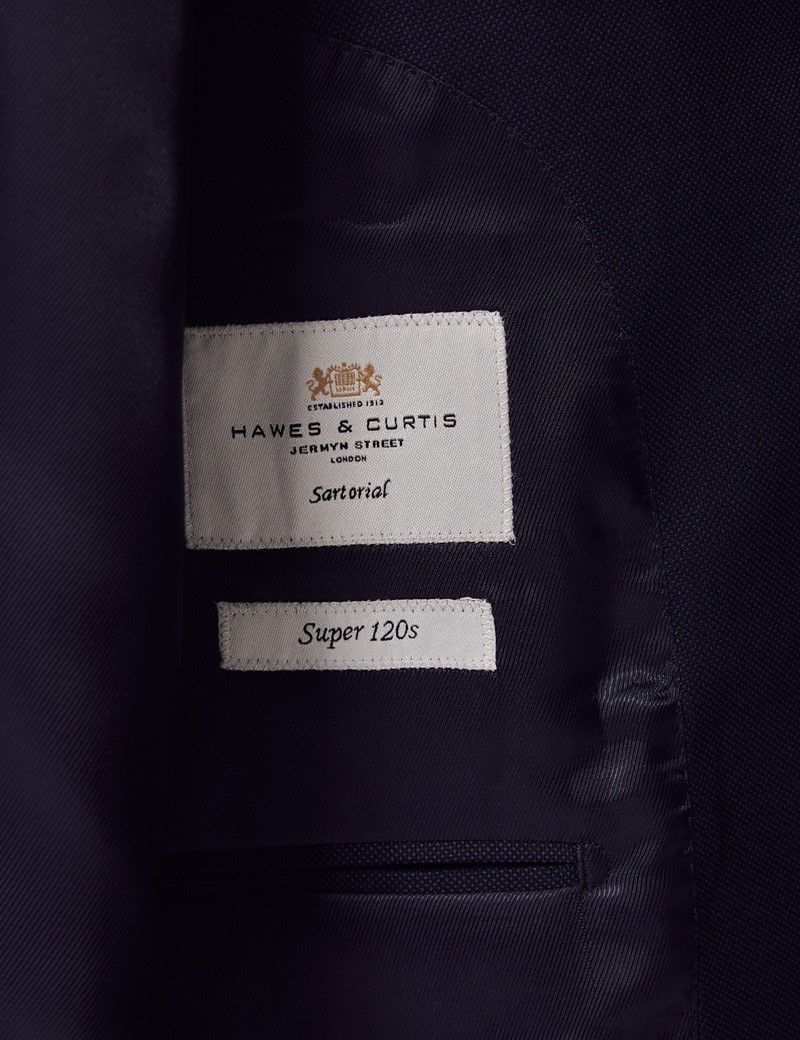 ESTABLISHED 1913
HAWES & CURTIS
JERMYN STREET
LONDON
Sartorial
Super 120s